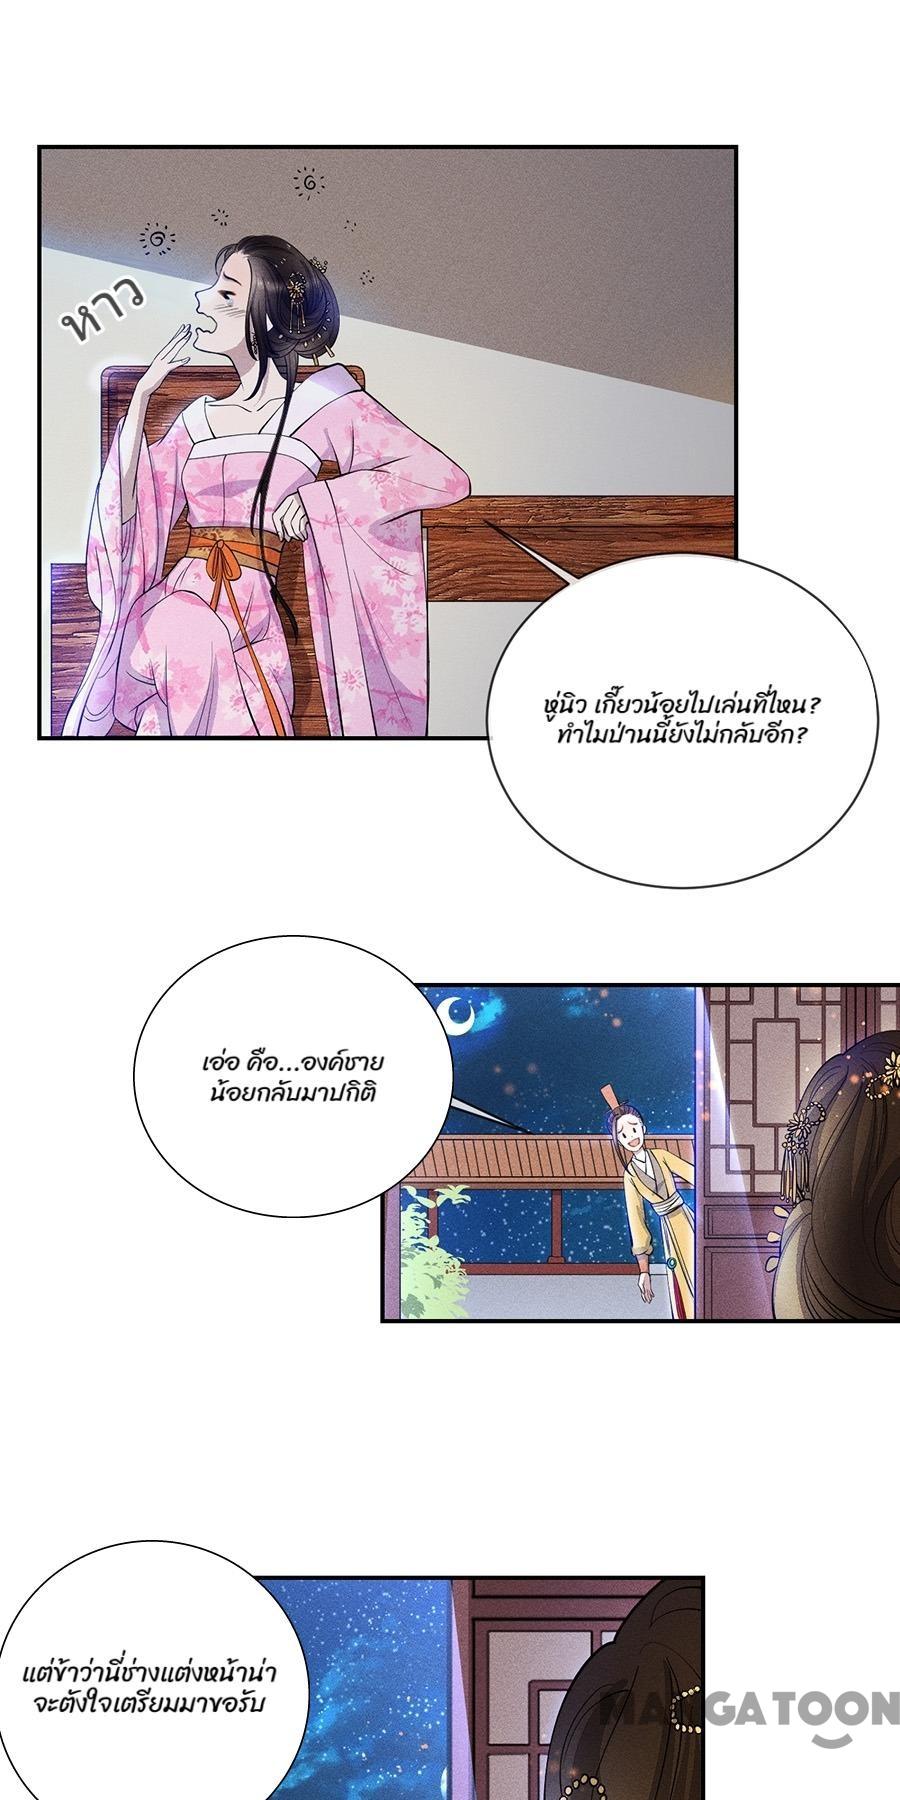 หาว
หู่นิว เกี๊ยวน้อยไปเล่นที่ไหน?
ทำไมป่านนี้ยังไม่กลับอีก?
เอ่อ คือ...องค์ชาย
น้อยกลับมาปกิติ
แต่ข้าว่านี่ช่างแต่งหน้าน่า
จะตังใจเตรียมมาขอรับ
MANGATOON